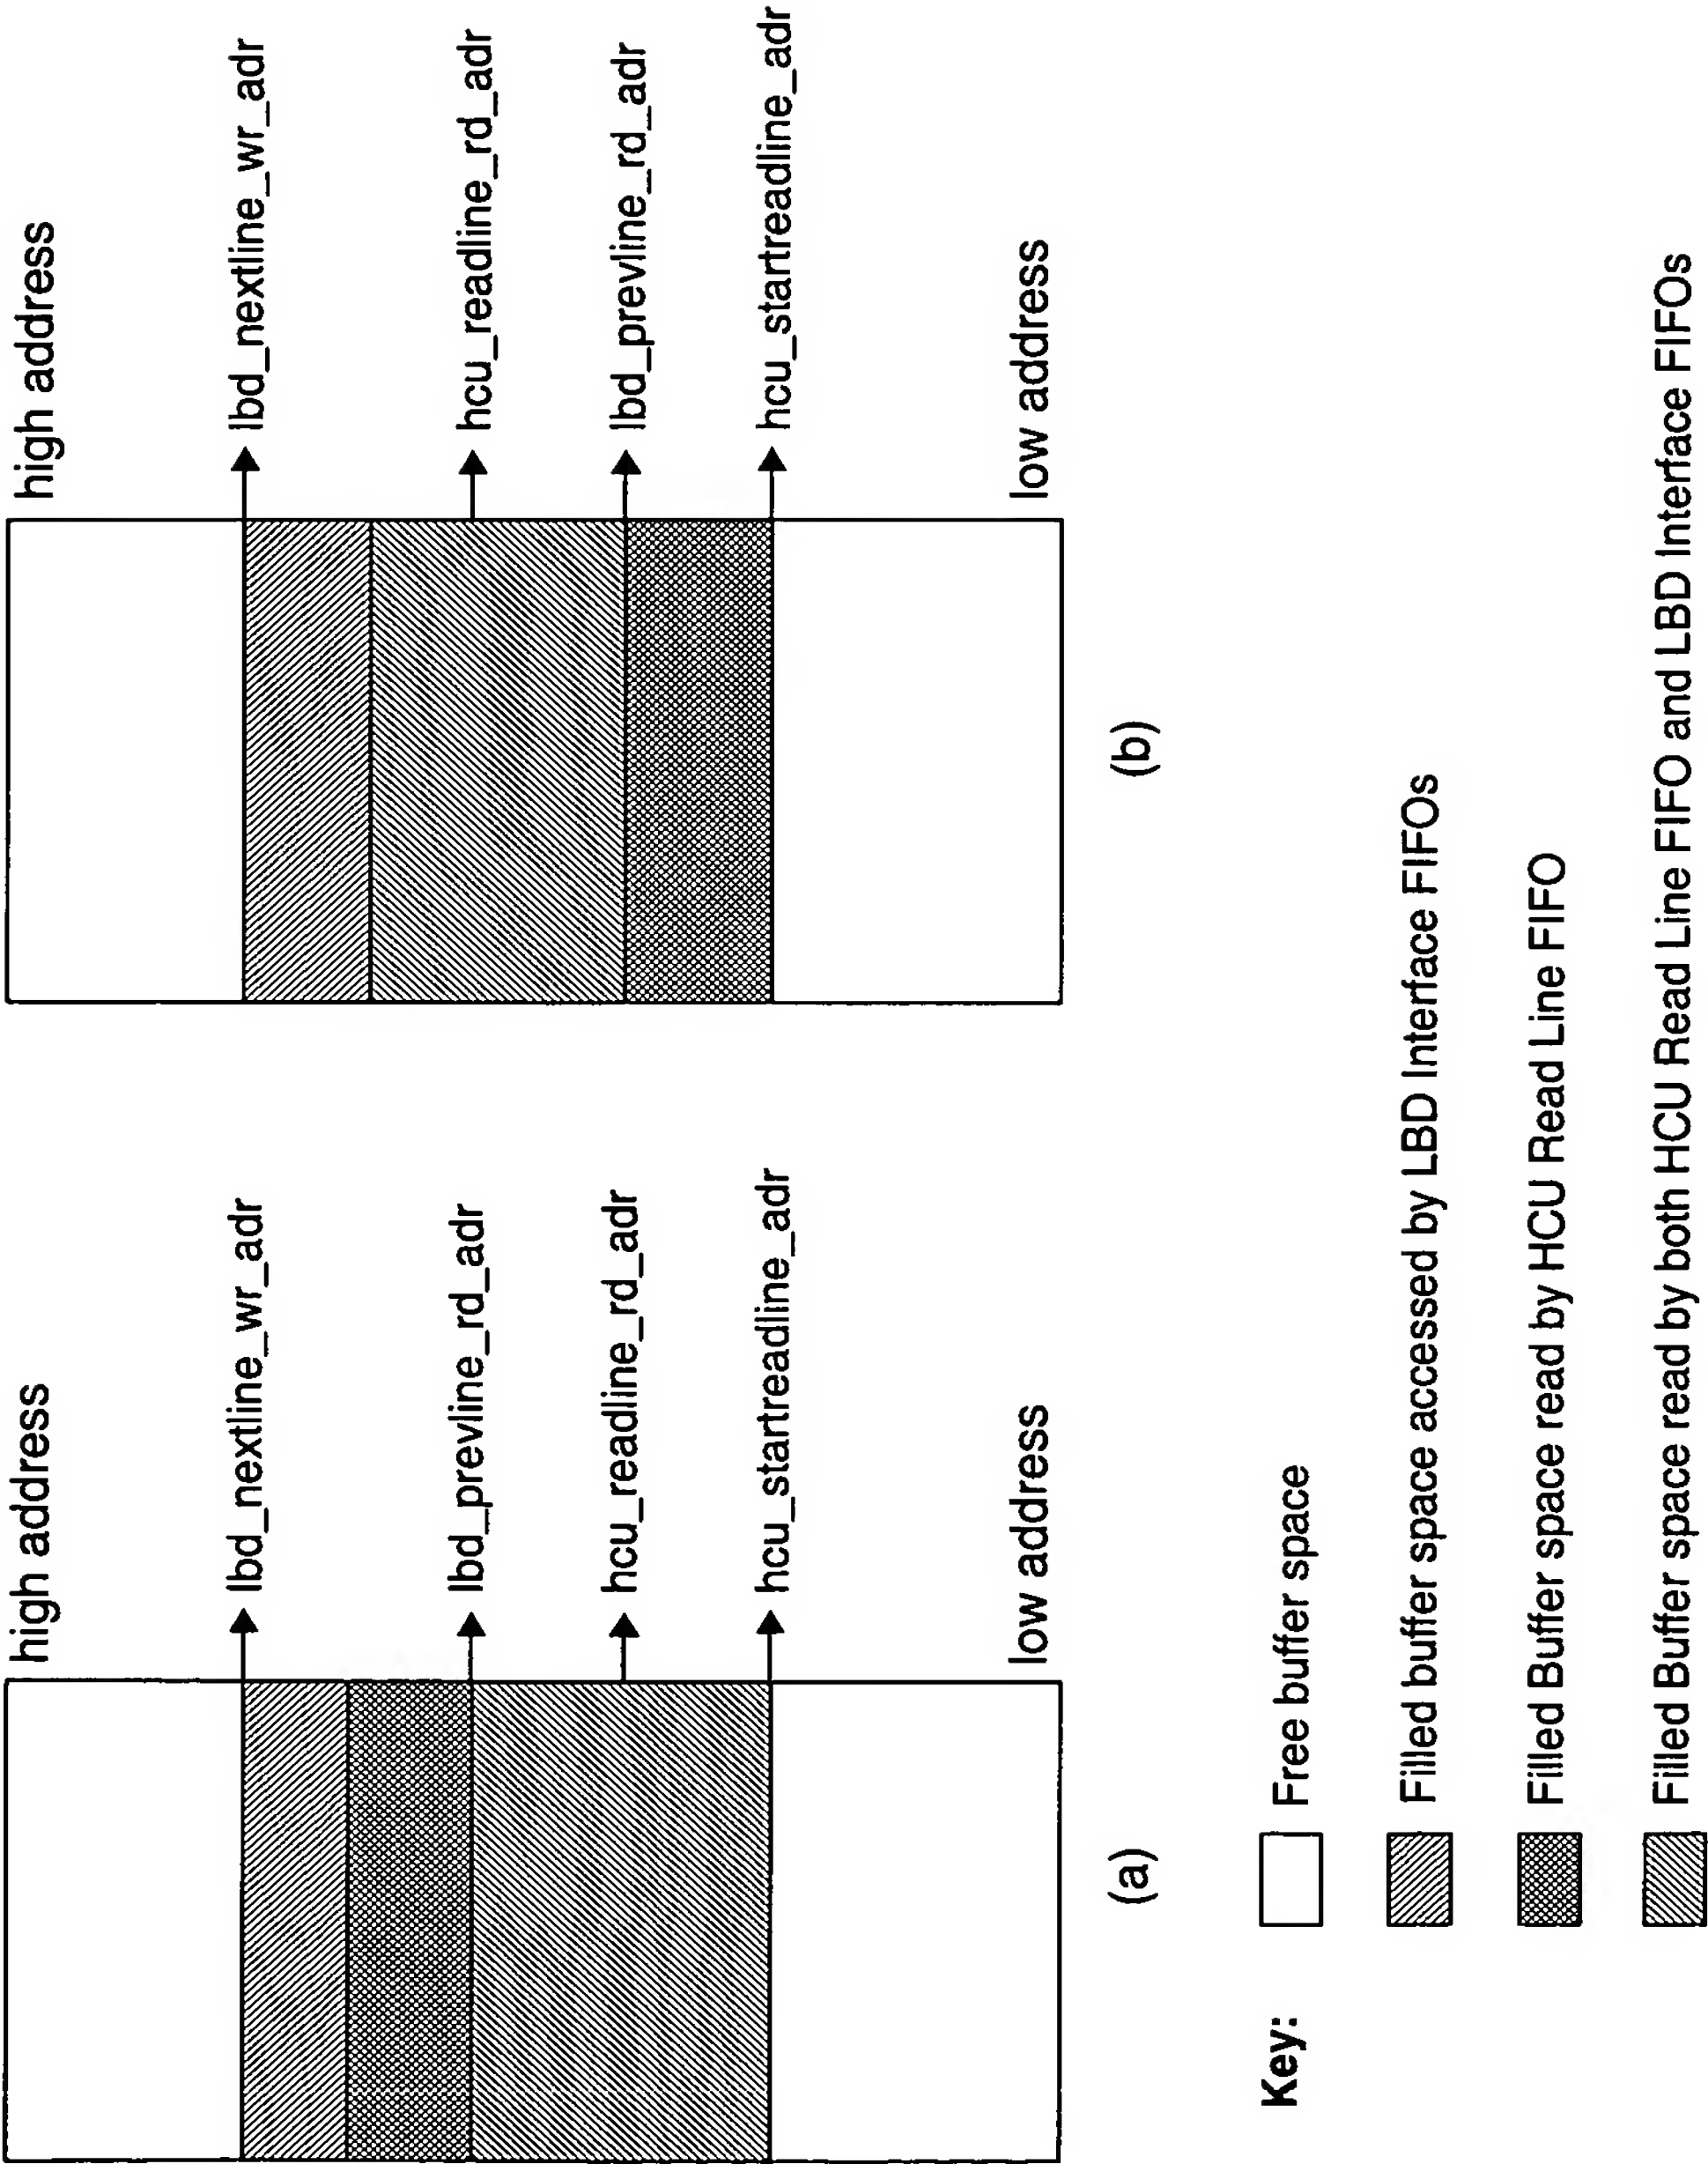 high address
lbd_nextline_wr_adr
lbd_prevline_rd_adr
hcu_readline_rd_adr
hcu_startreadline_adr
low address
(a)
high address
lbd_nextline_wr_adr
hcu_readline_rd_adr
lbd_prevline_rd_adr
hcu_startreadline_adr
low address
(b)
Key:
Free buffer space
Filled buffer space accessed by LBD Interface FIFOs
Filled Buffer space read by HCU Read Line FIFO
Filled Buffer space read by both HCU Read Line FIFO and LBD Interface FIFOs